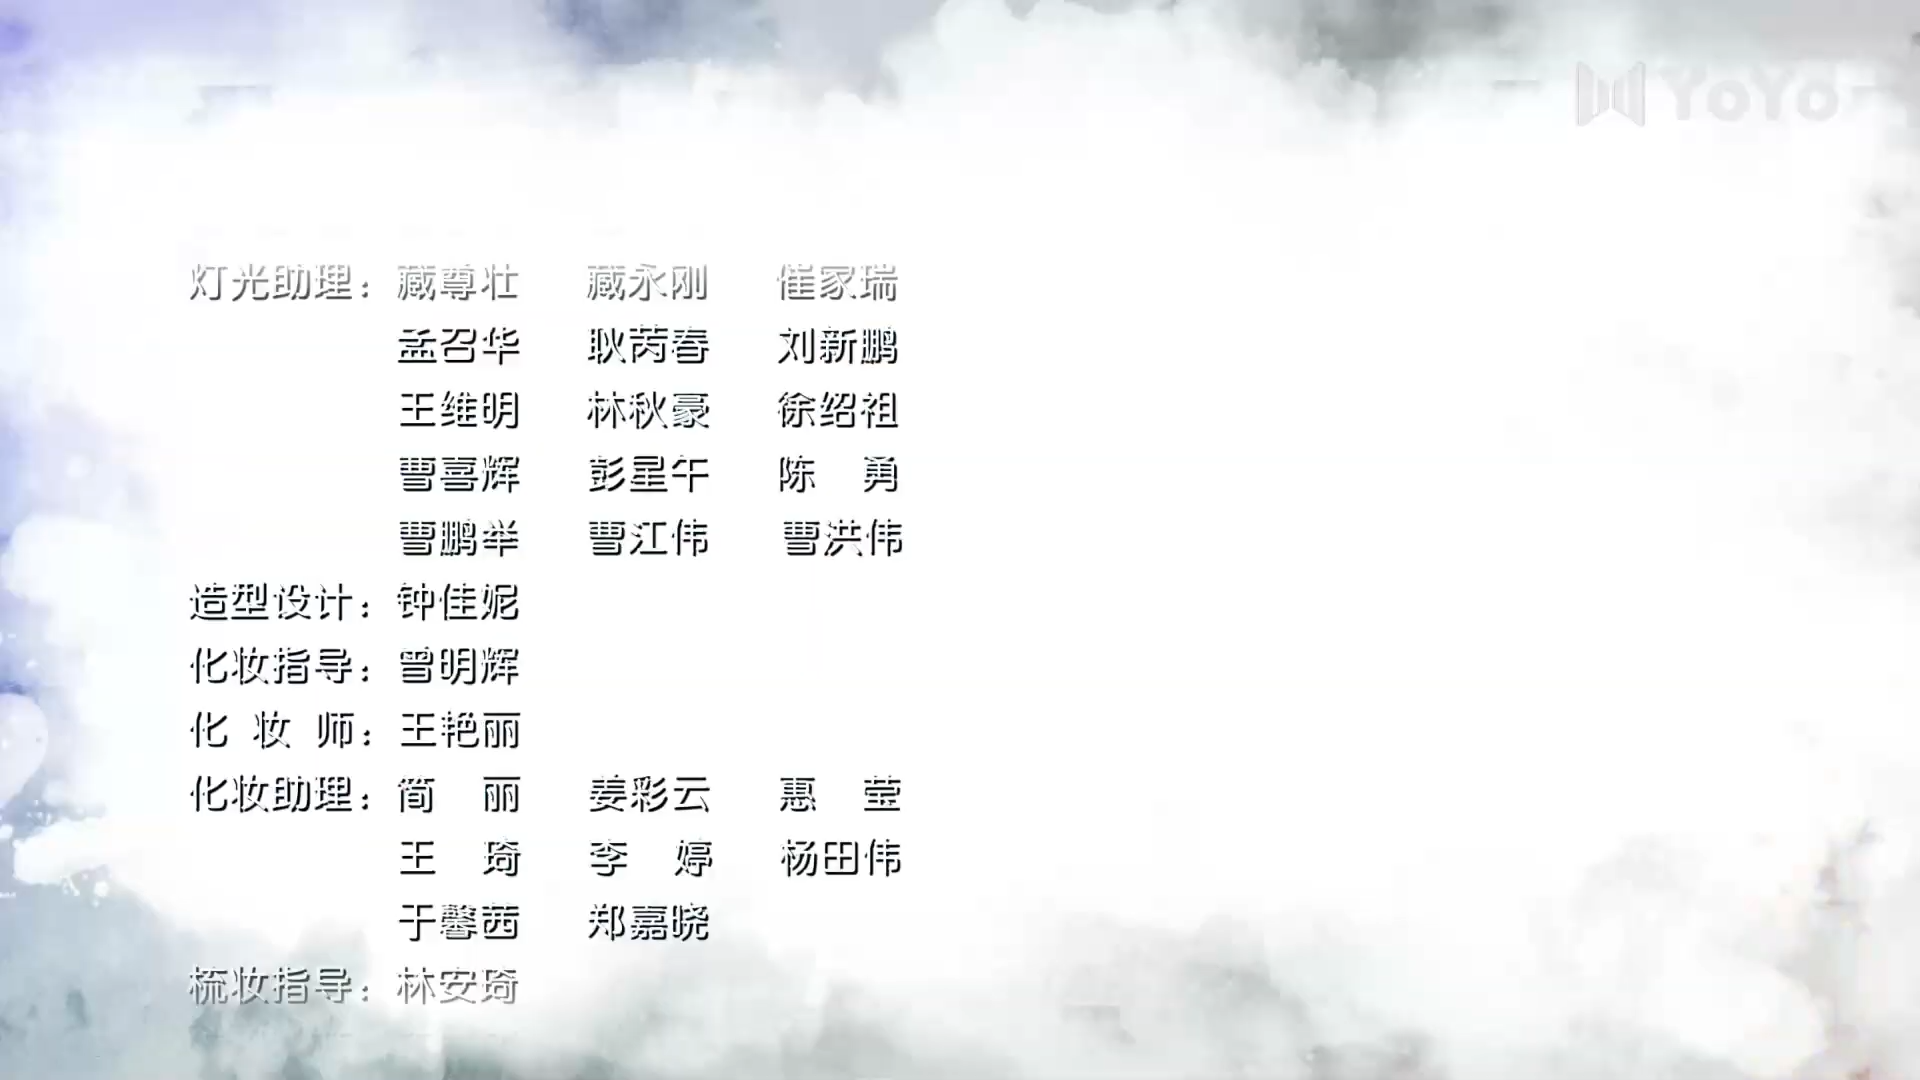 YoYo
灯光助理：藏尊壮 藏永刚 催家瑞
孟召华 耿芮春 刘新鹏
王维明 林秋豪 徐绍祖
曹喜辉 彭星午 陈 勇
曹鹏举 曹江伟 曹洪伟
造型设计：钟佳妮
化妆指导：曾明辉
化 妆 师：王艳丽
化妆助理：简 丽 姜彩云 惠 莹
王 琦 李 婷 杨田伟
于馨茜 郑嘉晓
梳妆指导：林安琦